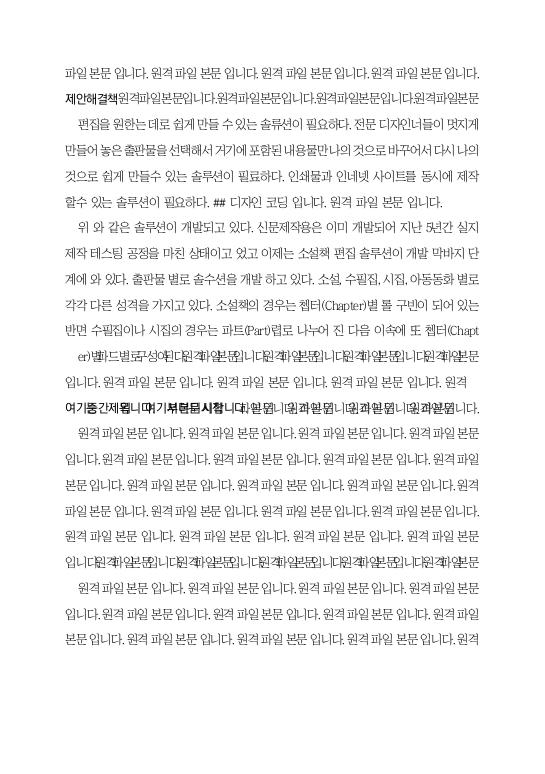 파일 본문 입니다. 원격 파일 본문 입니다. 원격 파일 본문 입니다. 원격 파일 본문 입니다.
제안해결책원격파일본문입니다.원격파일본문입니다.원격파일본문입니다.원격파일본문
편집을 원한는 데로 쉽게 만들 수 있는 솔류션이 필요하다. 전문 디자인너들이 멋지게
만들어 놓은 출판물을 선택해서 거기에 포함된 내용물만 나의 것으로 바꾸어서 다시 나의
것으로 쉽게 만들수 있는 솔루션이 필료하다. 인쇄물과 인네넷 사이트를 동시에 제작
할수 있는 솔루션이 필요하다. ## 디자인 코딩 입니다. 원격 파일 본문 입니다.
위 와 같은 솔루션이 개발되고 있다. 신문제작용은 이미 개발되어 지난 5년간 실지
제작 테스팅 공정을 마친 상태이고 었고 이제는 소설책 편집 솔루션이 개발 막바지 단
계에 와 있다. 출판물 별로 솔수션을 개발 하고 있다. 소설, 수필집, 시집, 아동동화 별로
각각 다른 성격을 가지고 있다. 소설책의 경우는 쳅터(Chapter)별 롤 구빈이 되어 있는
반면 수필집이나 시집의 경우는 파트(Part)렵로 나누어 진 다음 이속에 또 쳅터(Chapt
er)별 입니다. 원격 파일 본문 입니다. 원격 파일 본문 입니다. 원격 파일 본문
입니다. 원격 파일 본문 입니다. 원격 파일 본문 입니다. 원격 파일 본문 입니다. 원격
여기는 중간제목 입니다. 여기부터 본문 시작 합니다. 파일 본문 입니다. 원격 파일 본문 입니다. 원격 파일 본문 입니다. 원격 파일 본문 입니다.
원격 파일 본문 입니다. 원격 파일 본문 입니다. 원격 파일 본문 입니다. 원격 파일 본문
입니다. 원격 파일 본문 입니다. 원격 파일 본문 입니다. 원격 파일 본문 입니다. 원격 파일
본문 입니다. 원격 파일 본문 입니다. 원격 파일 본문 입니다. 원격 파일 본문 입니다. 원격
파일 본문 입니다. 원격 파일 본문 입니다. 원격 파일 본문 입니다. 원격 파일 본문 입니다.
원격 파일 본문 입니다. 원격 파일 본문 입니다. 원격 파일 본문 입니다. 원격 파일 본문
입니다. 원격 파일 본문 입니다. 원격 파일 본문 입니다. 원격 파일 본문 입니다. 원격 파일 본문 입니다. 원격 파일 본문
원격 파일 본문 입니다. 원격 파일 본문 입니다. 원격 파일 본문 입니다. 원격 파일 본문
입니다. 원격 파일 본문 입니다. 원격 파일 본문 입니다. 원격 파일 본문 입니다. 원격 파일
본문 입니다. 원격 파일 본문 입니다. 원격 파일 본문 입니다. 원격 파일 본문 입니다. 원격